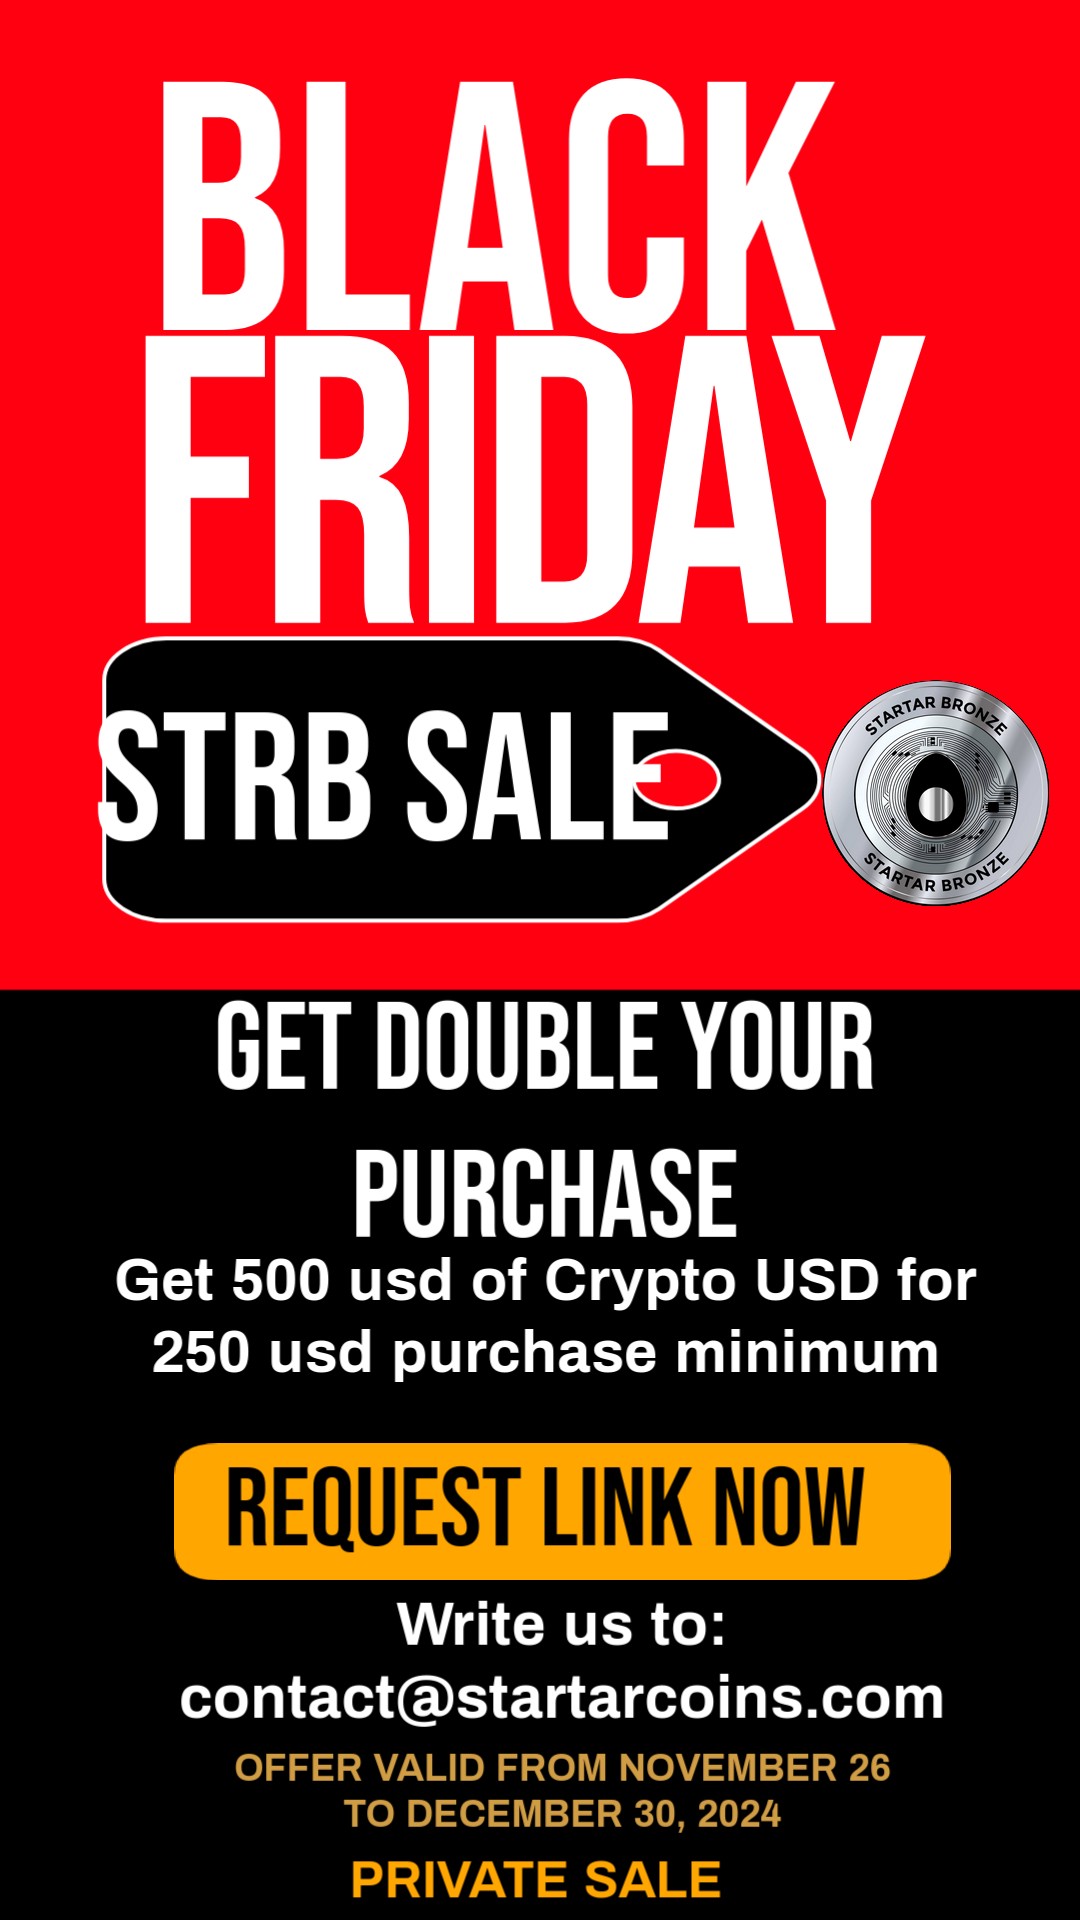 BLACK
FRIDAY
STRB SALE
STARTAR BRONZE
STARTAR BRONZE
GET DOUBLE YOUR
PURCHASE
Get 500 usd of Crypto USD for
250 usd purchase minimum
REQUEST LINK NOW
Write us to:
contact@startarcoins.com
OFFER VALID FROM NOVEMBER 26
TO DECEMBER 30, 2024
PRIVATE SALE